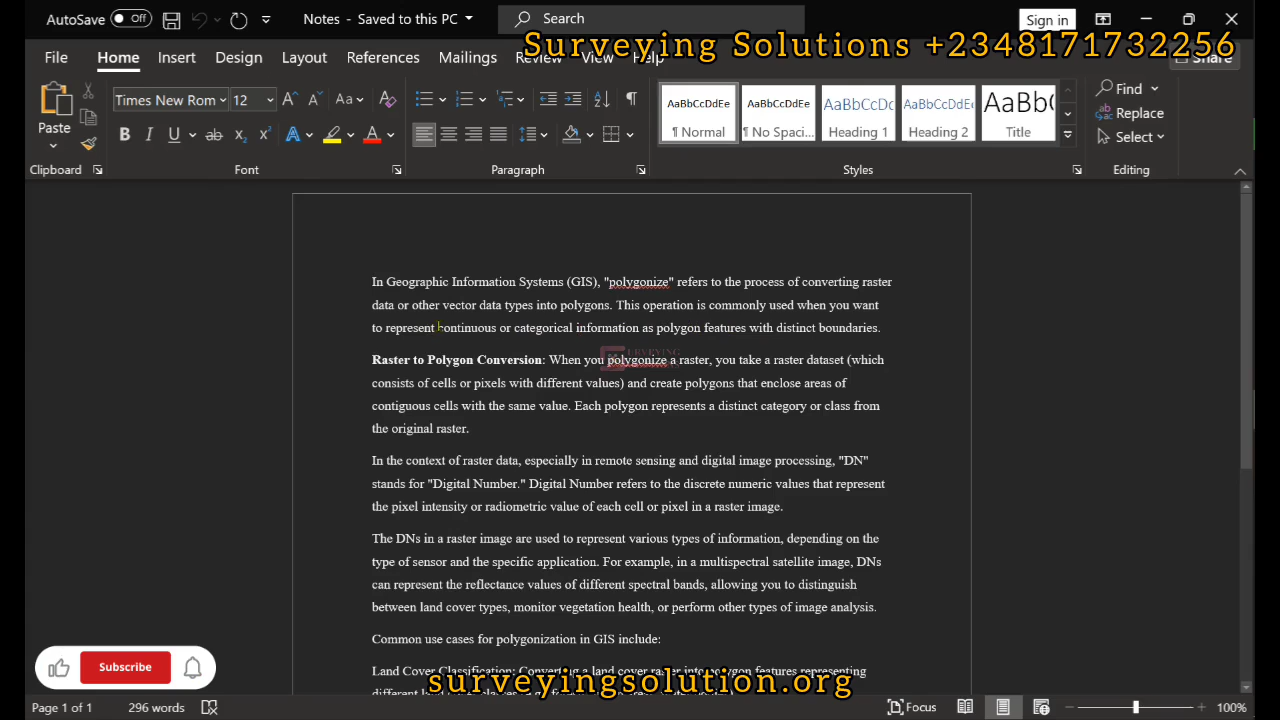 AutoSave Off Notes - Saved to this PC Search Sign in
Surveying Solutions +2348171732256
File Home Insert Design Layout References Mailings Review View Help Share
Paste Times New Rom 12 Aa A
AaBbCcDdEe AaBbCcDdEe AaBbCcDc AaBbCcDdE AaB
¶ Normal ¶ No Spaci... Heading 1 Heading 2 Title
Find
Replace
Select
Clipboard Font Paragraph Styles Editing
In Geographic Information Systems (GIS), "polygonize" refers to the process of converting raster
data or other vector data types into polygons. This operation is commonly used when you want
to represent continuous or categorical information as polygon features with distinct boundaries.
Raster to Polygon Conversion: When you polygonize a raster, you take a raster dataset (which
consists of cells or pixels with different values) and create polygons that enclose areas of
contiguous cells with the same value. Each polygon represents a distinct category or class from
the original raster.
In the context of raster data, especially in remote sensing and digital image processing, "DN"
stands for "Digital Number." Digital Number refers to the discrete numeric values that represent
the pixel intensity or radiometric value of each cell or pixel in a raster image.
The DNs in a raster image are used to represent various types of information, depending on the
type of sensor and the specific application. For example, in a multispectral satellite image, DNs
can represent the reflectance values of different spectral bands, allowing you to distinguish
between land cover types, monitor vegetation health, or perform other types of image analysis.
Common use cases for polygonization in GIS include:
Land Cover Classification: Converting a land cover raster into polygon features representing
Subscribe
surveyingsolution.org
Page 1 of 1 296 words Focus 100%